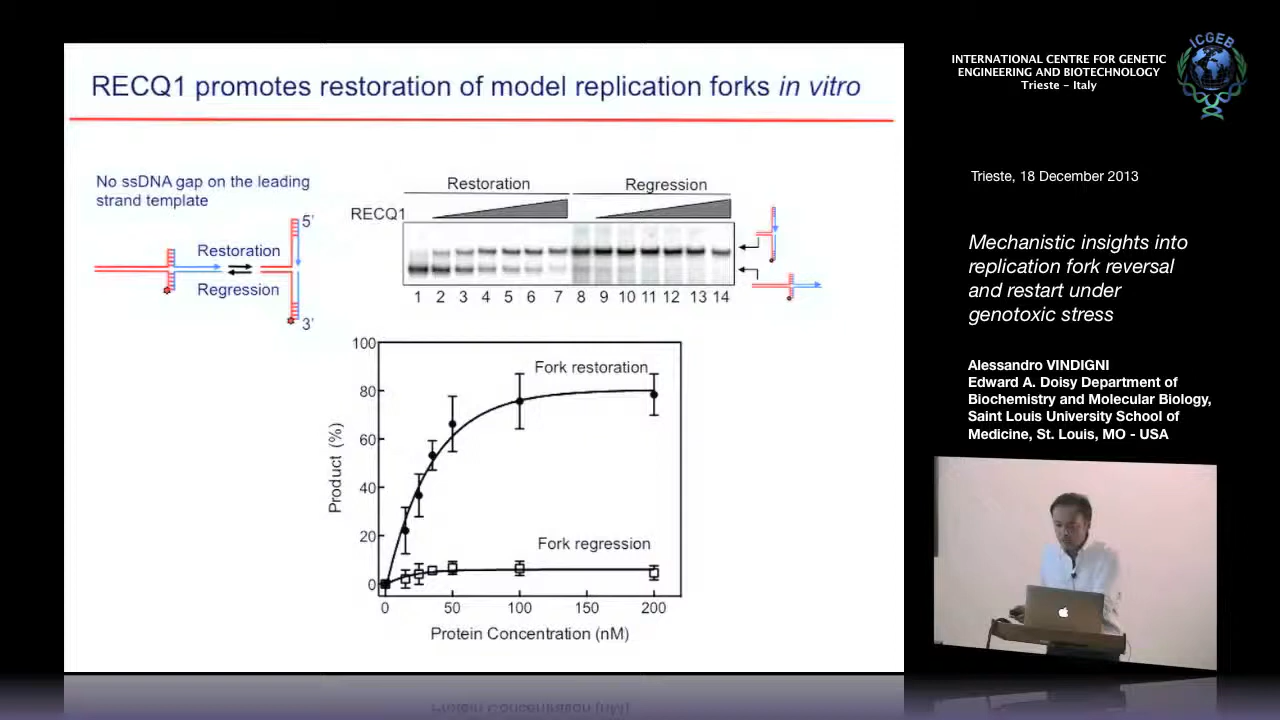 RECQ1 promotes restoration of model replication forks in vitro
No ssDNA gap on the leading
strand template
Restoration
Regression
5'
3'
Restoration
Regression
RECQ1
1 2 3 4 5 6 7 8 9 10 11 12 13 14
100
80
60
40
20
0
Product (%)
Fork restoration
Fork regression
0 50 100 150 200
Protein Concentration (nM)
INTERNATIONAL CENTRE FOR GENETIC
ENGINEERING AND BIOTECHNOLOGY
Trieste - Italy
ICGEB
Trieste, 18 December 2013
Mechanistic insights into
replication fork reversal
and restart under
genotoxic stress
Alessandro VINDIGNI
Edward A. Doisy Department of
Biochemistry and Molecular Biology,
Saint Louis University School of
Medicine, St. Louis, MO - USA